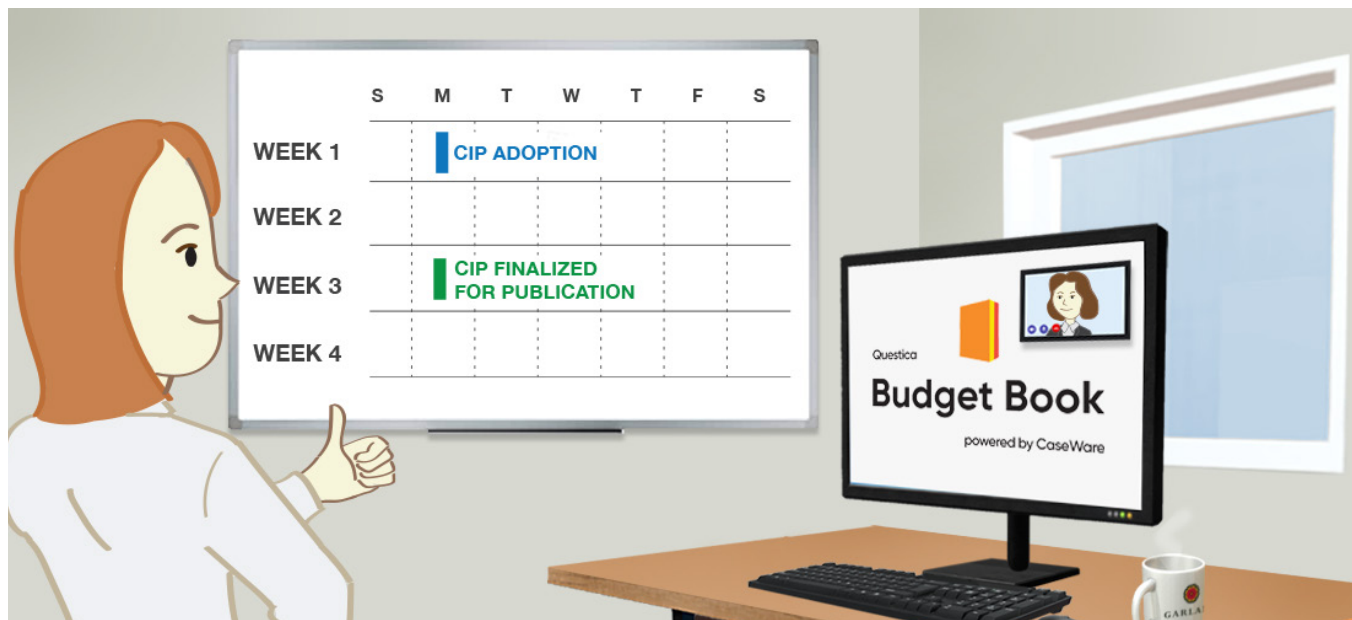 S M T W T F S
WEEK 1
CIP ADOPTION
WEEK 2
WEEK 3
CIP FINALIZED
FOR PUBLICATION
WEEK 4
Questica
Budget Book
powered by CaseWare